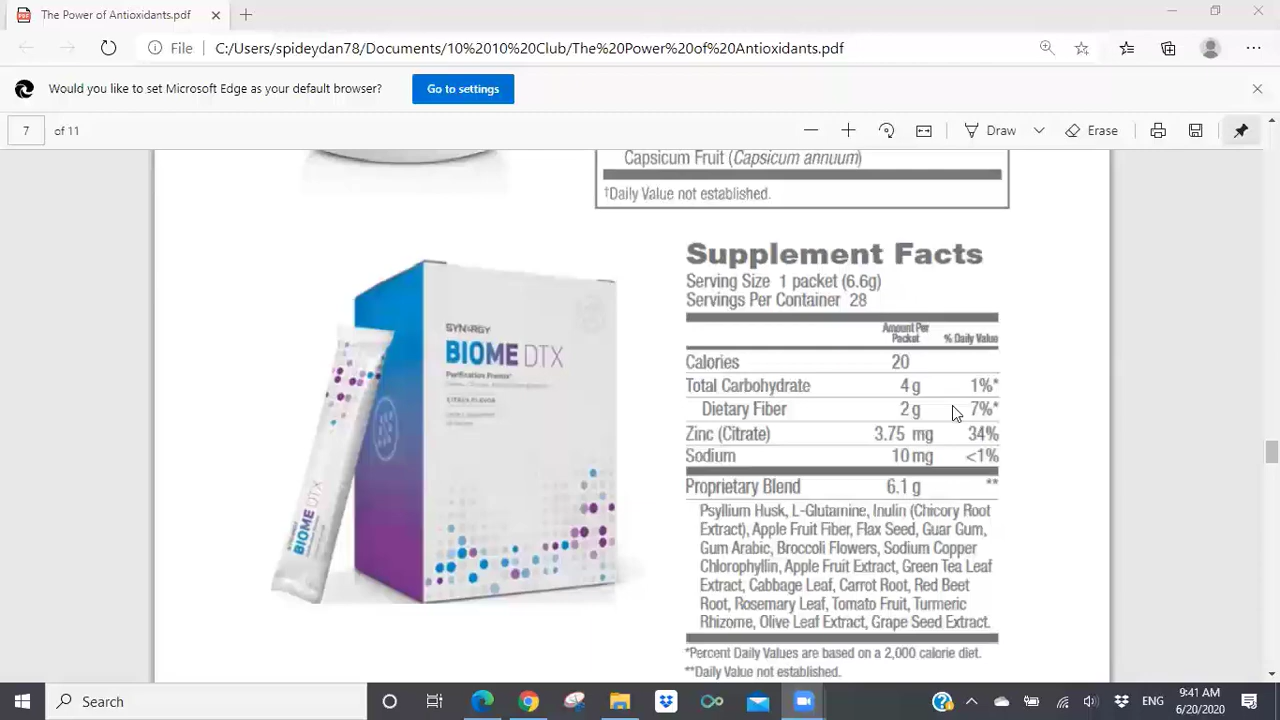 The Power of Antioxidants.pdf
File C:/Users/spideydan78/Documents/10%2010%20Club/The%20Power%20of%20Antioxidants.pdf
Would you like to set Microsoft Edge as your default browser? Go to settings
7 of 11 Draw Erase
Capsicum Fruit (Capsicum annuum)
†Daily Value not established.
SYNERGY
BIOME DTX
Purification Premix*
CITRUS FLAVOR
BIOME DTX
Supplement Facts
Serving Size 1 packet (6.6g)
Servings Per Container 28
Amount Per Packet % Daily Value
Calories 20
Total Carbohydrate 4 g 1%*
Dietary Fiber 2 g 7%*
Zinc (Citrate) 3.75 mg 34%
Sodium 10 mg <1%
Proprietary Blend 6.1 g **
Psyllium Husk, L-Glutamine, Inulin (Chicory Root
Extract), Apple Fruit Fiber, Flax Seed, Guar Gum,
Gum Arabic, Broccoli Flowers, Sodium Copper
Chlorophyllin, Apple Fruit Extract, Green Tea Leaf
Extract, Cabbage Leaf, Carrot Root, Red Beet
Root, Rosemary Leaf, Tomato Fruit, Turmeric
Rhizome, Olive Leaf Extract, Grape Seed Extract.
*Percent Daily Values are based on a 2,000 calorie diet.
**Daily Value not established.
Search ENG 9:41 AM
6/20/2020